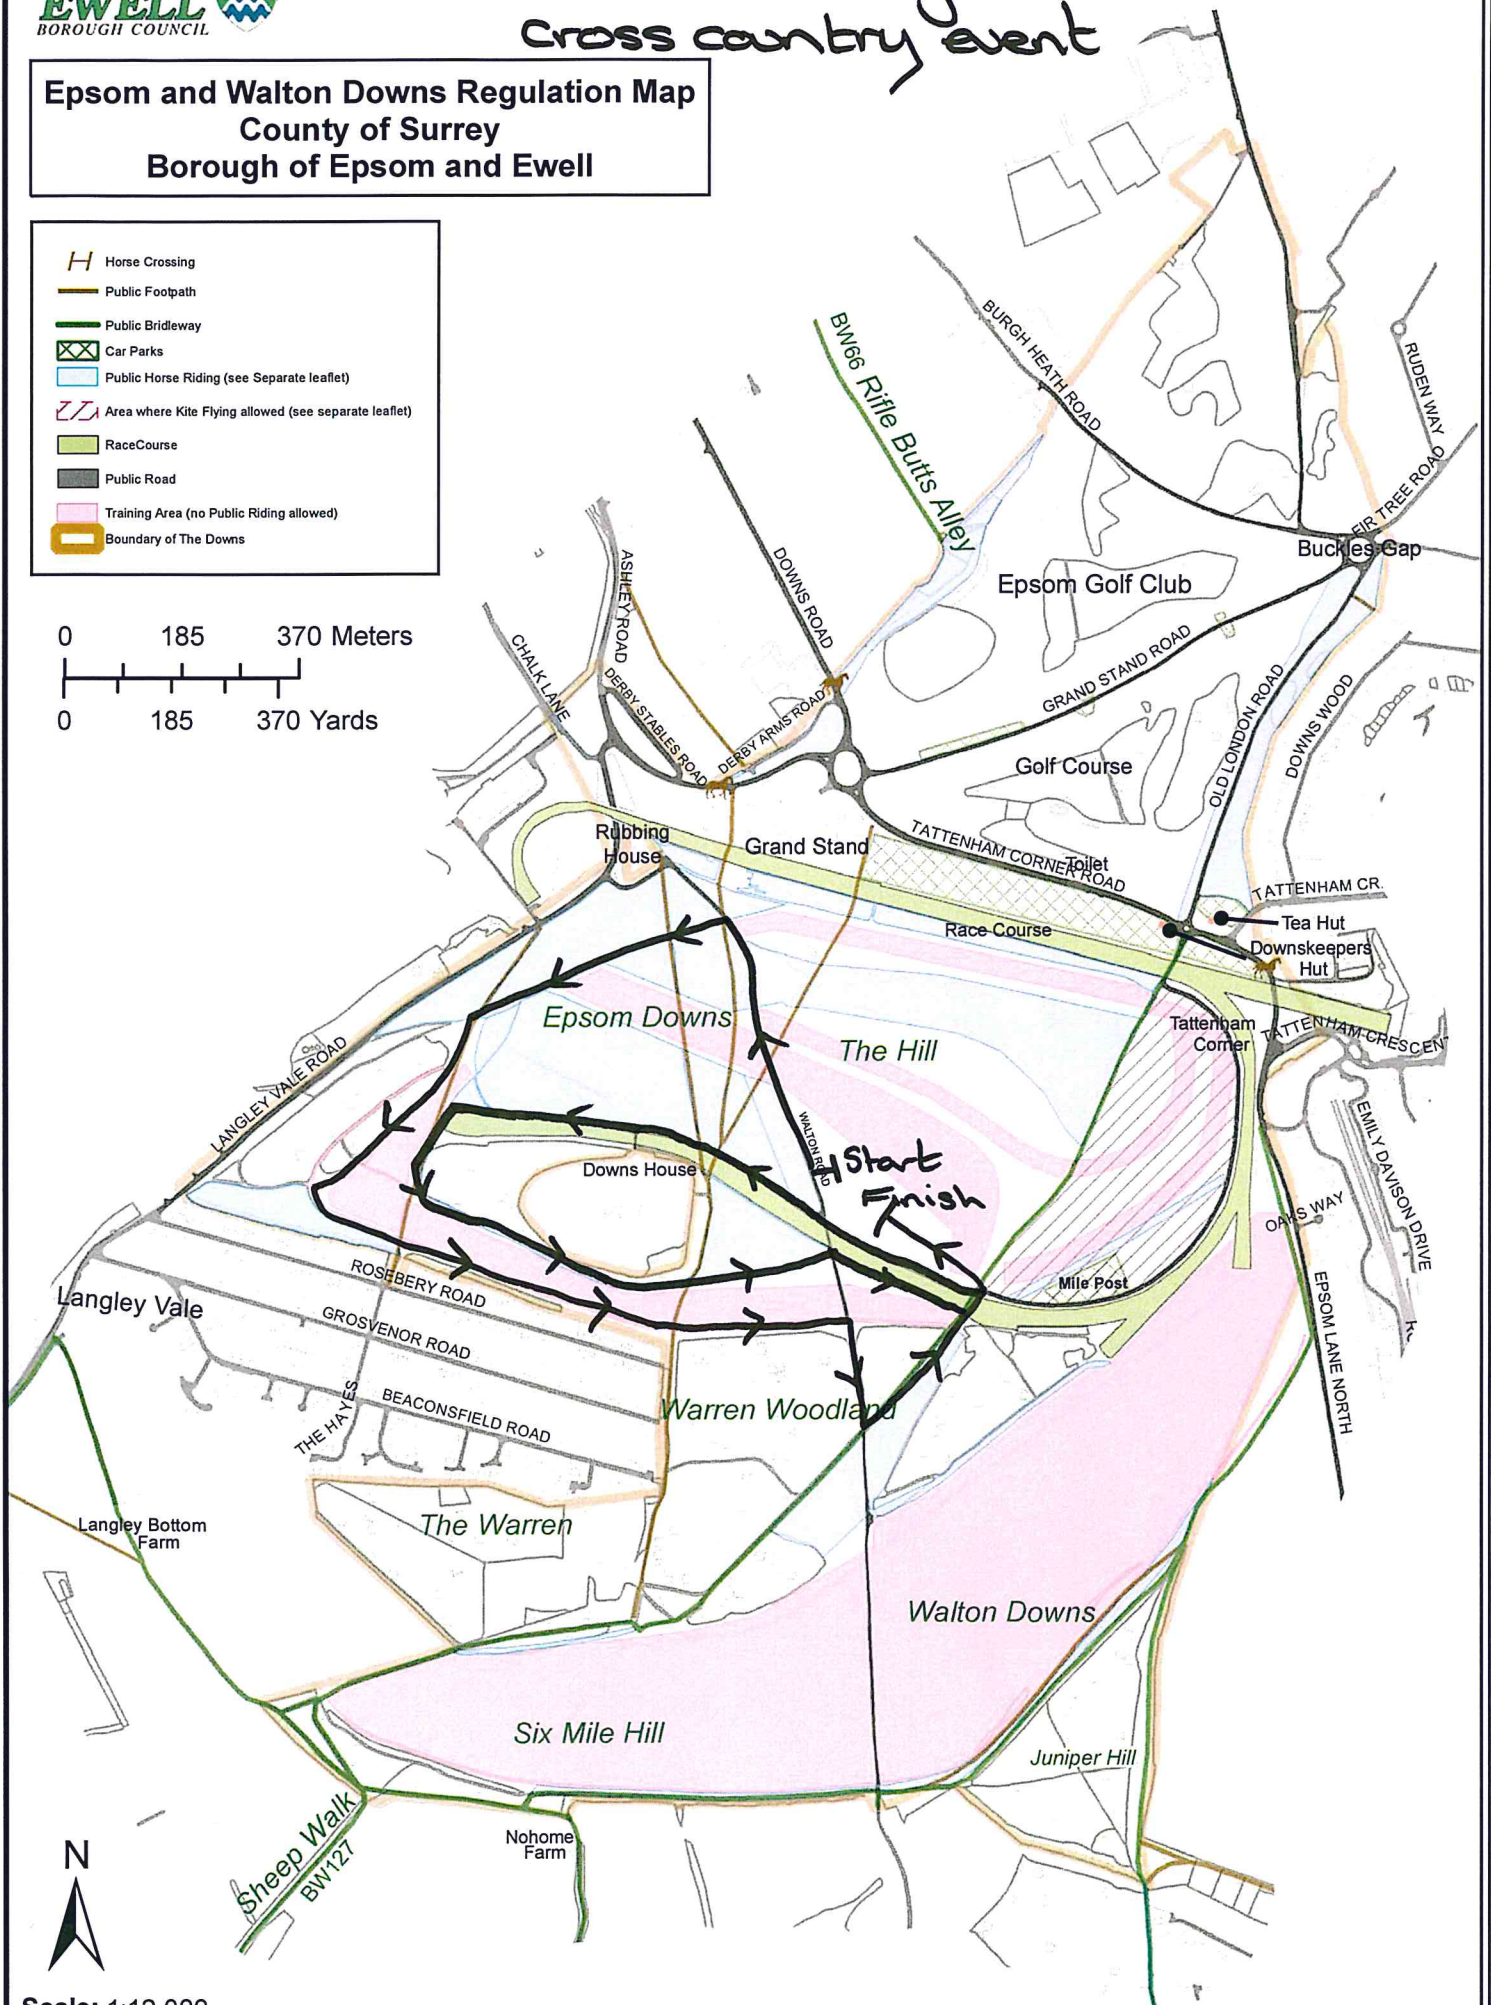 EWELL
BOROUGH COUNCIL
Cross country event
Epsom and Walton Downs Regulation Map
County of Surrey
Borough of Epsom and Ewell
Horse Crossing
Public Footpath
Public Bridleway
Car Parks
Public Horse Riding (see Separate leaflet)
Area where Kite Flying allowed (see separate leaflet)
RaceCourse
Public Road
Training Area (no Public Riding allowed)
Boundary of The Downs
0 185 370 Meters
0 185 370 Yards
BURGH HEATH ROAD
RUDEN WAY
BW66 Rifle Butts Alley
FIR TREE ROAD
Buckles Gap
ASHLEY ROAD
DOWNS ROAD
Epsom Golf Club
CHALK LANE
DERBY STABLES ROAD
DERBY ARMS ROAD
GRAND STAND ROAD
OLD LONDON ROAD
DOWNS WOOD
Golf Course
Rubbing
House
Grand Stand
TATTENHAM CORNER ROAD
Toilet
TATTENHAM CR.
Tea Hut
Race Course
Downskeepers
Hut
Epsom Downs
The Hill
Tattenham
Corner
TATTENHAM CRESCENT
LANGLEY VALE ROAD
WALTON ROAD
EMILY DAVISON DRIVE
Downs House
Start
Finish
OAKS WAY
Mile Post
EPSOM LANE NORTH
Langley Vale
ROSEBERY ROAD
GROSVENOR ROAD
THE HAYES
BEACONSFIELD ROAD
Warren Woodland
The Warren
Langley Bottom
Farm
Walton Downs
Six Mile Hill
Juniper Hill
Sheep Walk
BW127
Nohome
Farm
N
Scale: 1:12,000